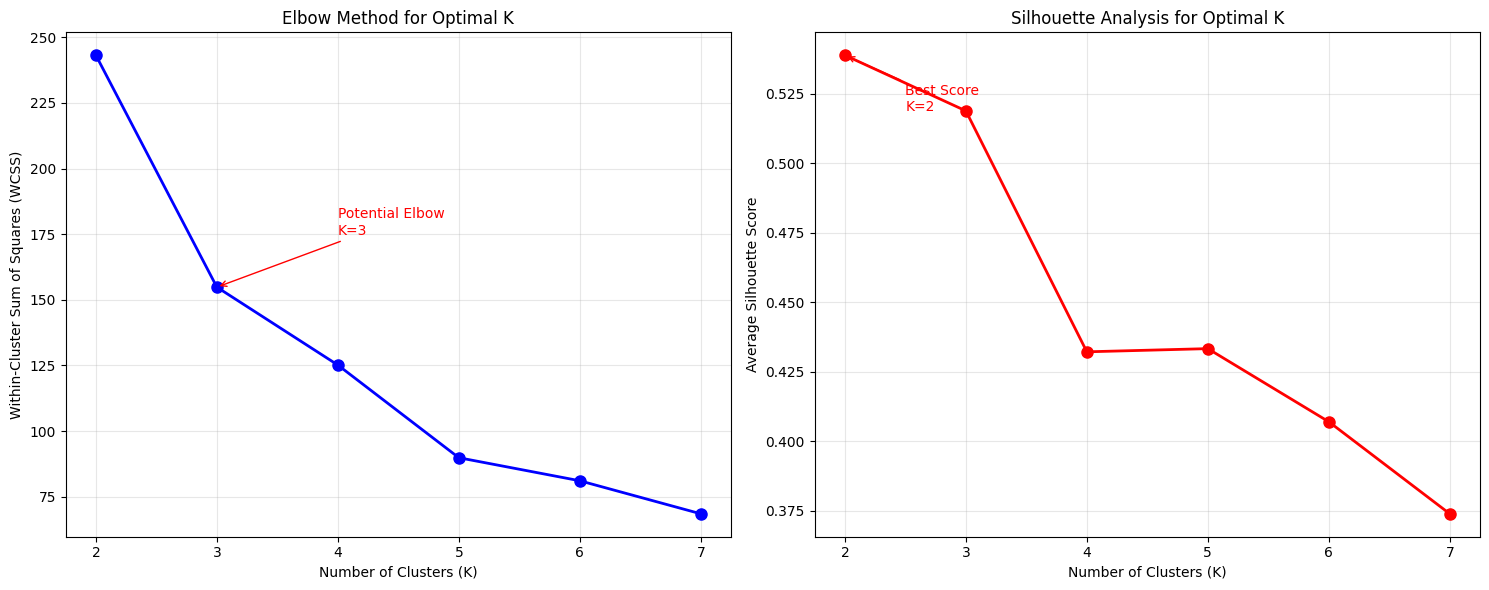 Elbow Method for Optimal K
Within-Cluster Sum of Squares (WCSS)
250
225
200
175
150
125
100
75
Potential Elbow
K=3
2 3 4 5 6 7
Number of Clusters (K)
Silhouette Analysis for Optimal K
Average Silhouette Score
0.525
0.500
0.475
0.450
0.425
0.400
0.375
Best Score
K=2
2 3 4 5 6 7
Number of Clusters (K)